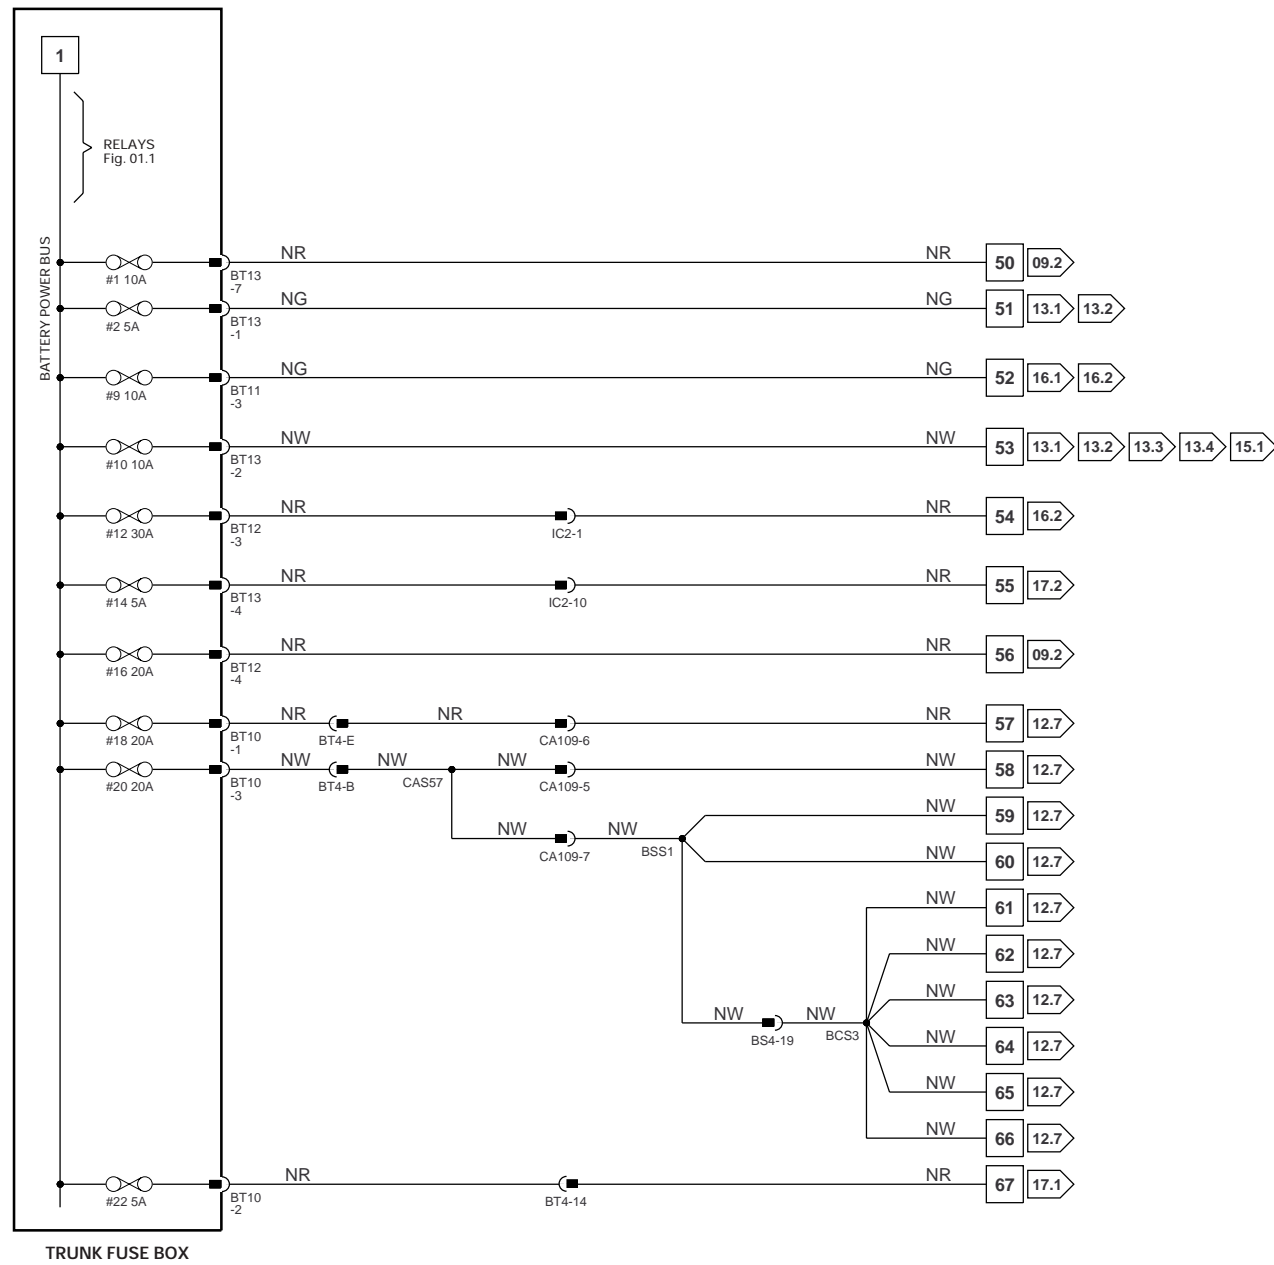 1
RELAYS
Fig. 01.1
BATTERY POWER BUS
#1 10A
BT13
-7
NR
NR
50
09.2
#2 5A
BT13
-1
NG
NG
51
13.1
13.2
#9 10A
BT11
-3
NG
NG
52
16.1
16.2
#10 10A
BT13
-2
NW
NW
53
13.1
13.2
13.3
13.4
15.1
#12 30A
BT12
-3
NR
IC2-1
NR
54
16.2
#14 5A
BT13
-4
NR
IC2-10
NR
55
17.2
#16 20A
BT12
-4
NR
NR
56
09.2
#18 20A
BT10
-1
NR
BT4-E
NR
CA109-6
NR
57
12.7
#20 20A
BT10
-3
NW
BT4-B
NW
CAS57
NW
CA109-5
NW
58
12.7
NW
CA109-7
NW
BSS1
NW
59
12.7
NW
60
12.7
NW
61
12.7
NW
62
12.7
NW
63
12.7
NW
BS4-19
NW
BCS3
NW
64
12.7
NW
65
12.7
NW
66
12.7
#22 5A
BT10
-2
NR
BT4-14
NR
67
17.1
TRUNK FUSE BOX